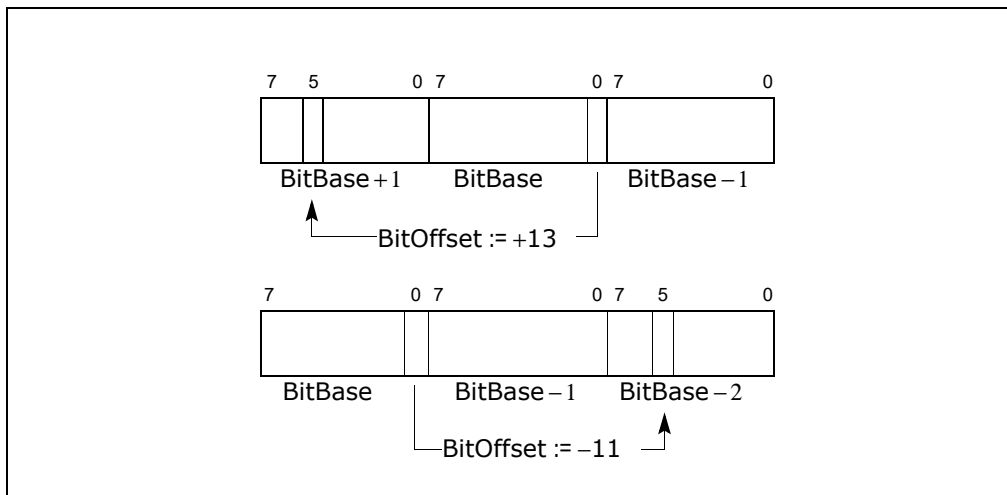 7 5 0 7 0 7 0
BitBase+1 BitBase BitBase−1
BitOffset := +13
7 0 7 0 7 5 0
BitBase BitBase−1 BitBase−2
BitOffset := −11